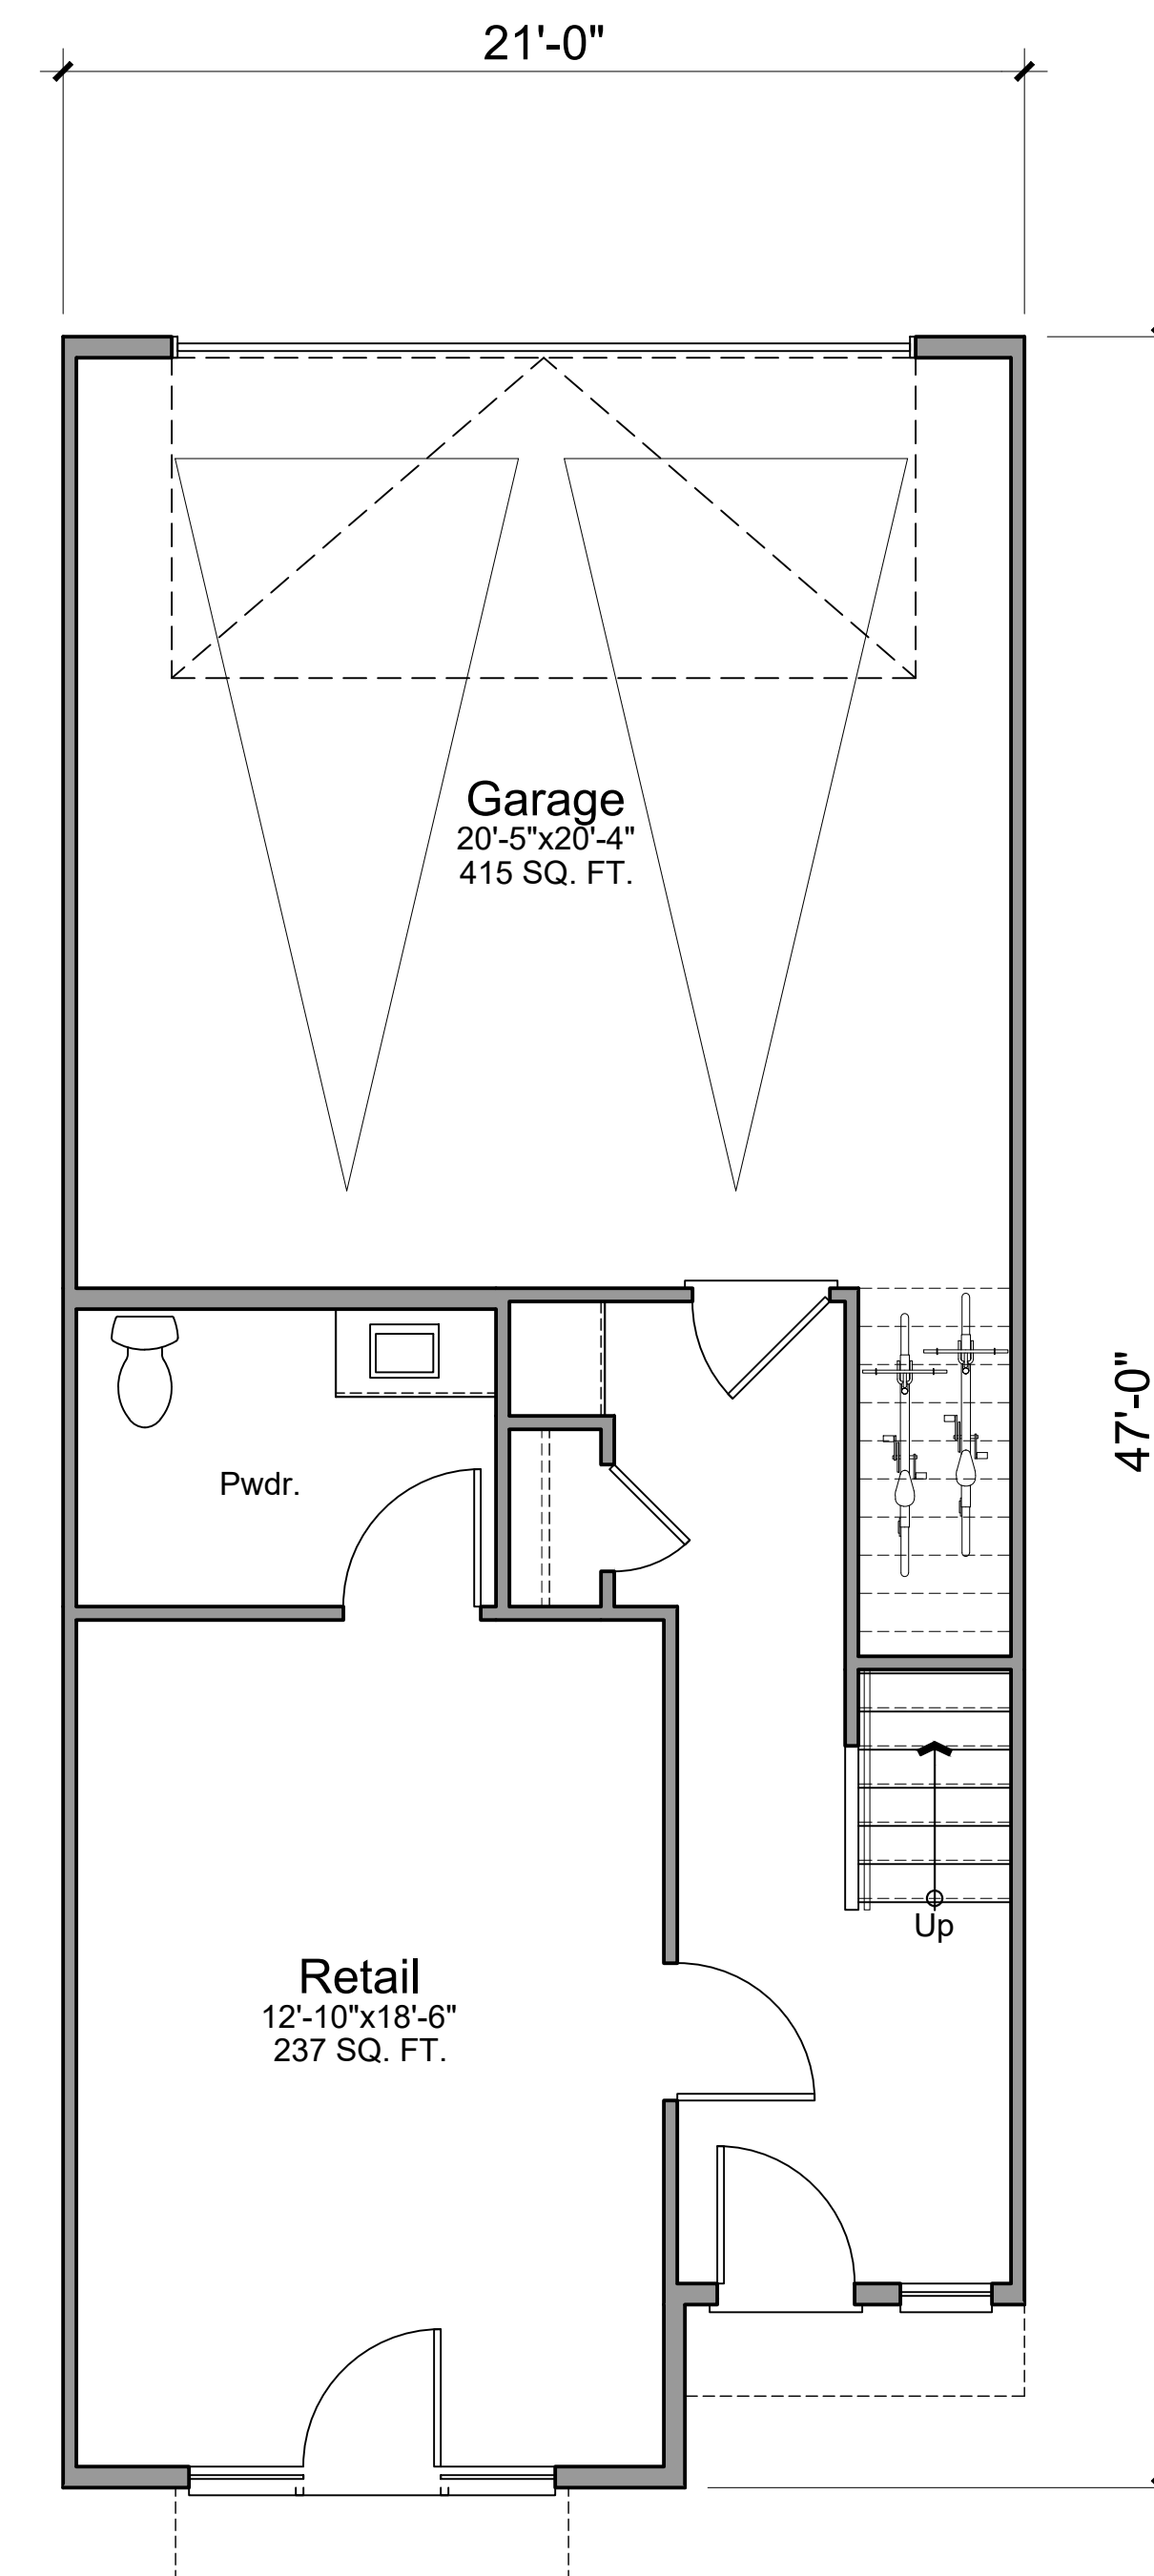 21'-0"
Garage
20'-5"x20'-4"
415 SQ. FT.
47'-0"
Pwdr.
Up
Retail
12'-10"x18'-6"
237 SQ. FT.